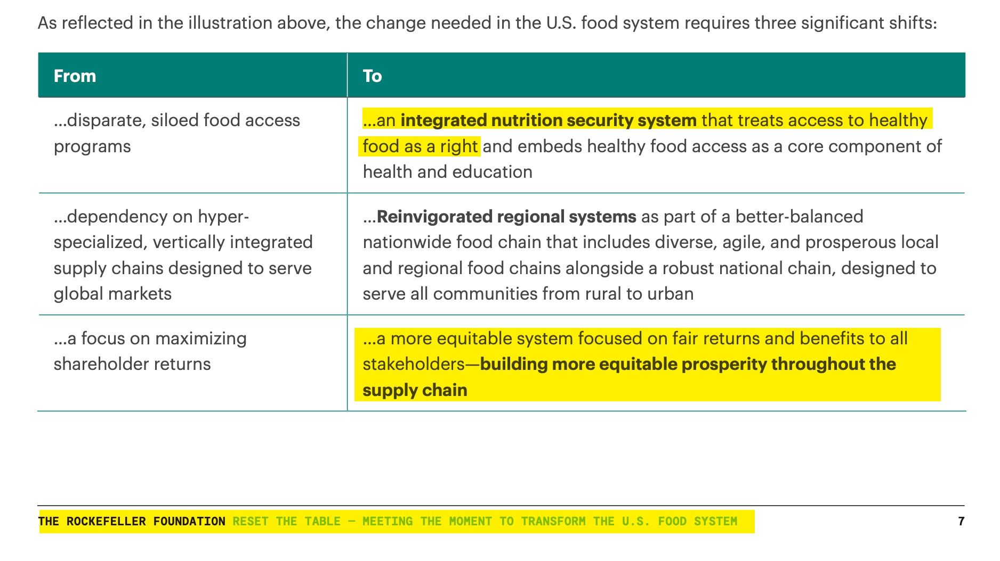 As reflected in the illustration above, the change needed in the U.S. food system requires three significant shifts:
From
To
...disparate, siloed food access
programs
...an integrated nutrition security system that treats access to healthy
food as a right and embeds healthy food access as a core component of
health and education
...dependency on hyper-
specialized, vertically integrated
supply chains designed to serve
global markets
...Reinvigorated regional systems as part of a better-balanced
nationwide food chain that includes diverse, agile, and prosperous local
and regional food chains alongside a robust national chain, designed to
serve all communities from rural to urban
...a focus on maximizing
shareholder returns
...a more equitable system focused on fair returns and benefits to all
stakeholders—building more equitable prosperity throughout the
supply chain
THE ROCKEFELLER FOUNDATION RESET THE TABLE — MEETING THE MOMENT TO TRANSFORM THE U.S. FOOD SYSTEM
7